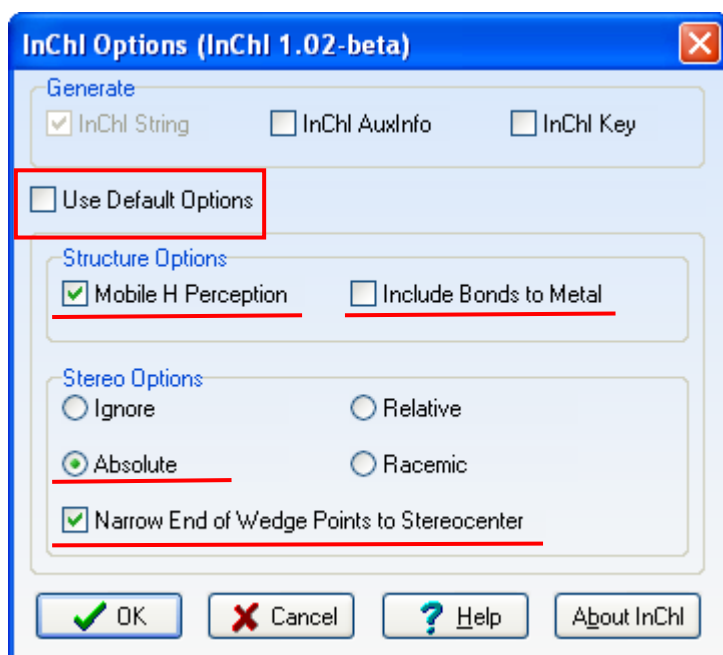 InChI Options (InChI 1.02-beta)
Generate
InChI String InChI AuxInfo InChI Key
Use Default Options
Structure Options
Mobile H Perception Include Bonds to Metal
Stereo Options
Ignore Relative
Absolute Racemic
Narrow End of Wedge Points to Stereocenter
OK Cancel ? Help About InChI